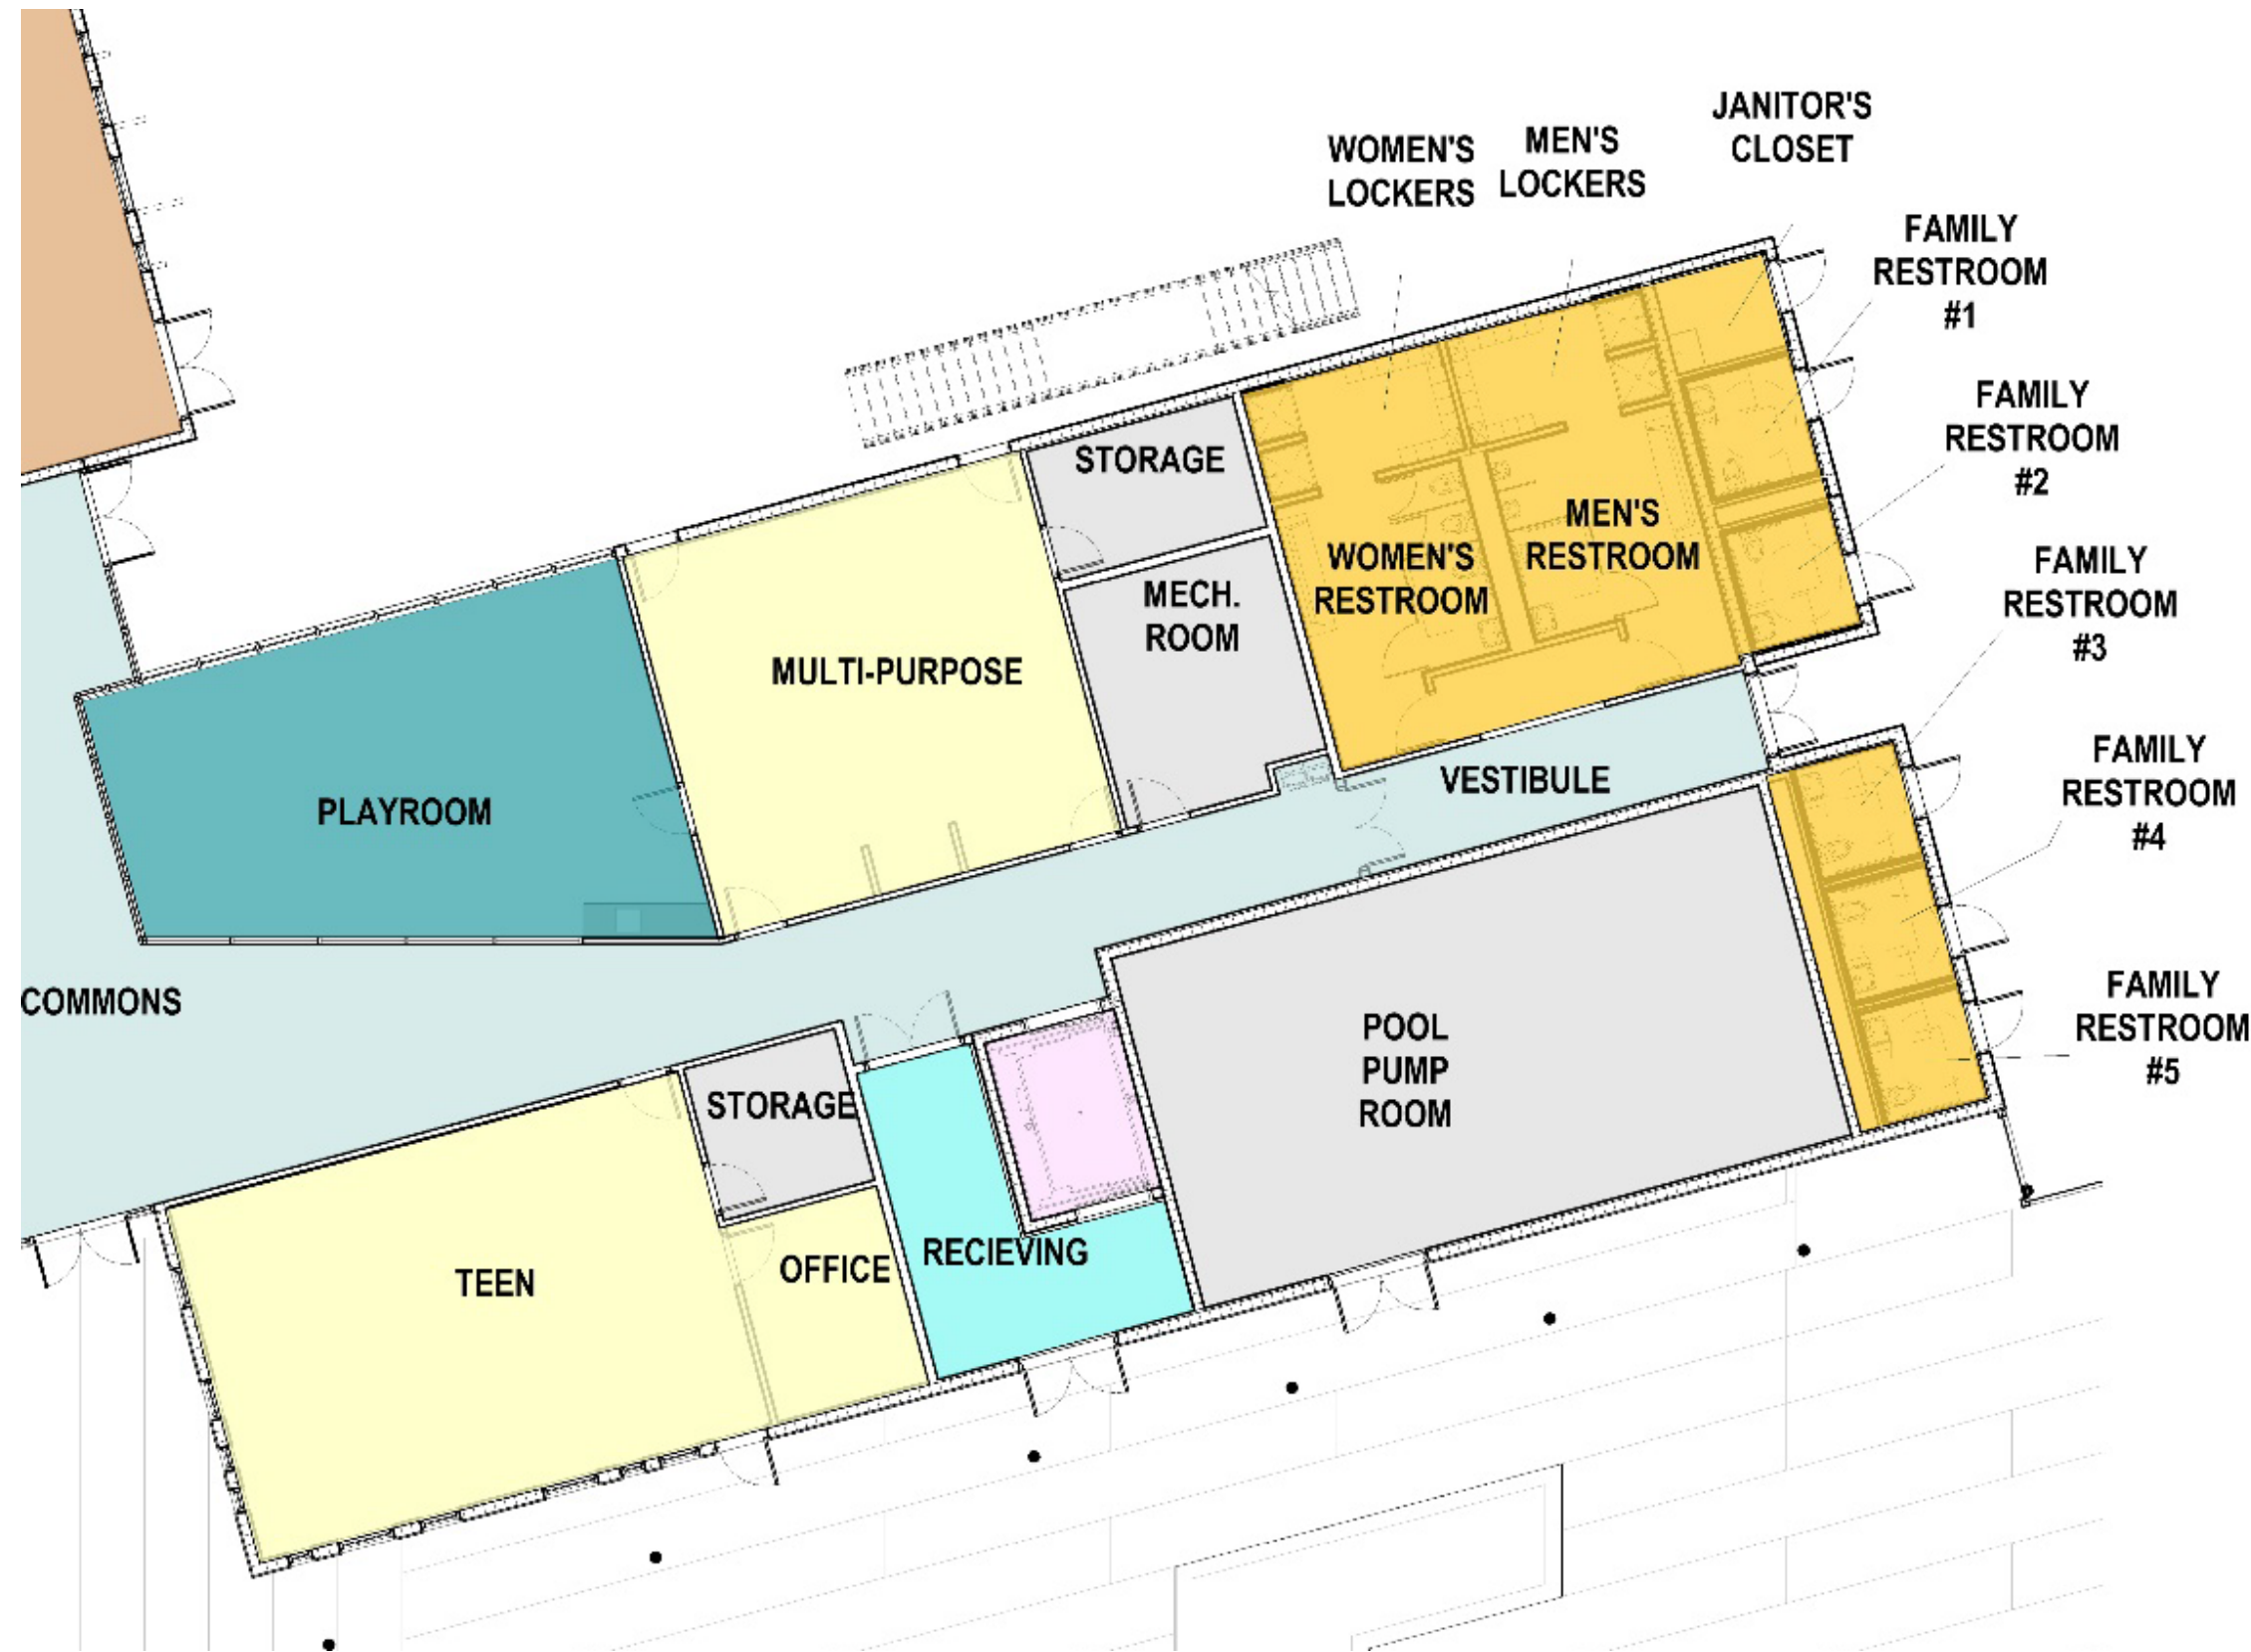 JANITOR'S
CLOSET
WOMEN'S
LOCKERS
MEN'S
LOCKERS
FAMILY
RESTROOM
#1
FAMILY
RESTROOM
#2
STORAGE
MEN'S
RESTROOM
WOMEN'S
RESTROOM
FAMILY
RESTROOM
#3
MECH.
ROOM
MULTI-PURPOSE
PLAYROOM
VESTIBULE
FAMILY
RESTROOM
#4
COMMONS
POOL
PUMP
ROOM
FAMILY
RESTROOM
#5
STORAGE
TEEN
OFFICE
RECIEVING